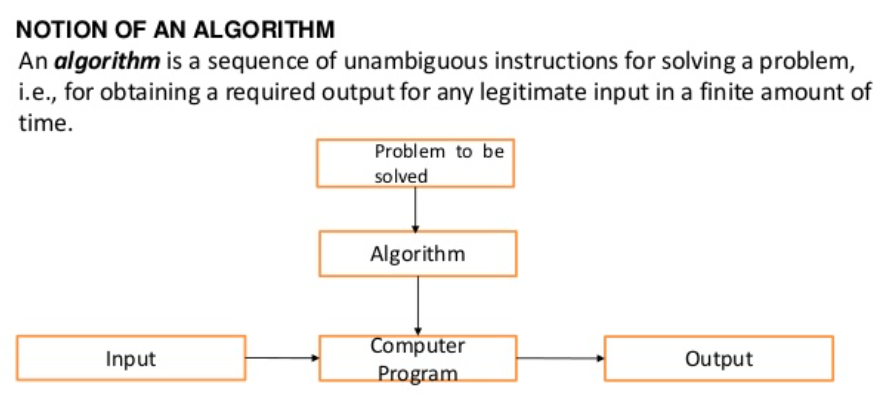 NOTION OF AN ALGORITHM
An algorithm is a sequence of unambiguous instructions for solving a problem,
i.e., for obtaining a required output for any legitimate input in a finite amount of
time.
Problem to be
solved
Algorithm
Input
Computer
Program
Output